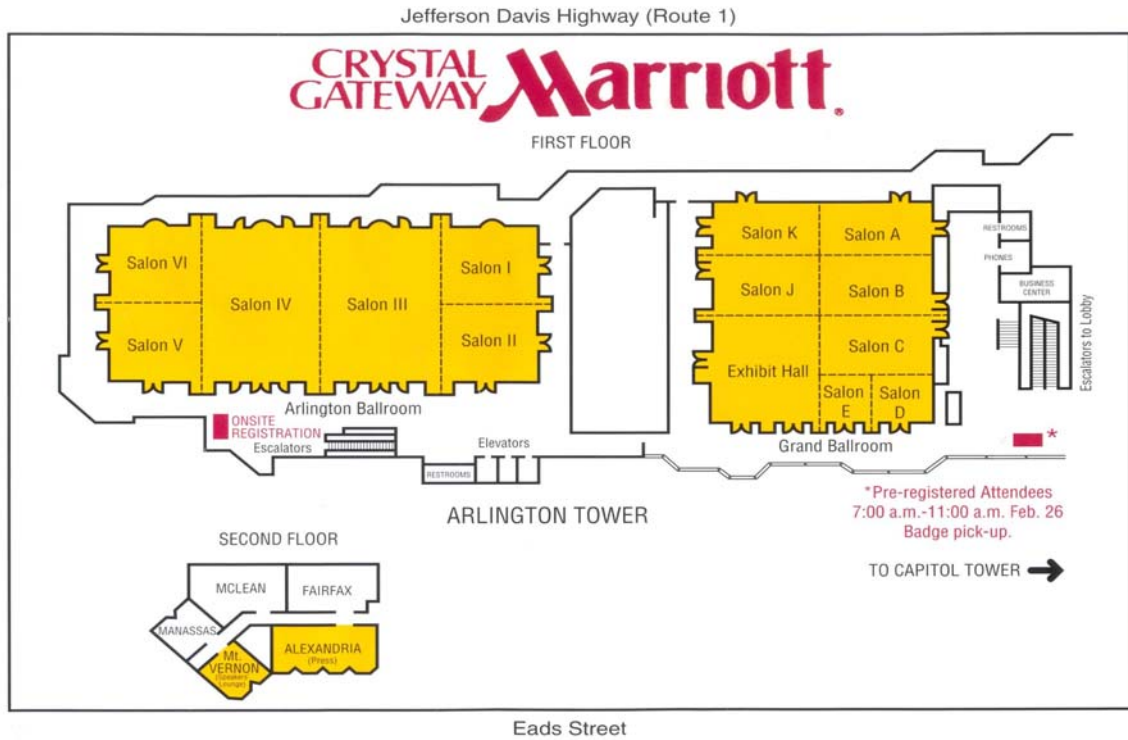 Jefferson Davis Highway (Route 1)
CRYSTAL
GATEWAY
Marriott®
FIRST FLOOR
Salon VI
Salon V
Salon IV
Salon III
Salon I
Salon II
Arlington Ballroom
ONSITE
REGISTRATION
Escalators
RESTROOMS
Elevators
Salon K
Salon A
Salon J
Salon B
Salon C
Exhibit Hall
Salon
E
Salon
D
Grand Ballroom
RESTROOMS
PHONES
BUSINESS
CENTER
Escalators to Lobby
*
*Pre-registered Attendees
7:00 a.m.-11:00 a.m. Feb. 26
Badge pick-up.
ARLINGTON TOWER
TO CAPITOL TOWER
SECOND FLOOR
MCLEAN
FAIRFAX
MANASSAS
Mt.
VERNON
(Speakers
Lounge)
ALEXANDRIA
(Press)
Eads Street